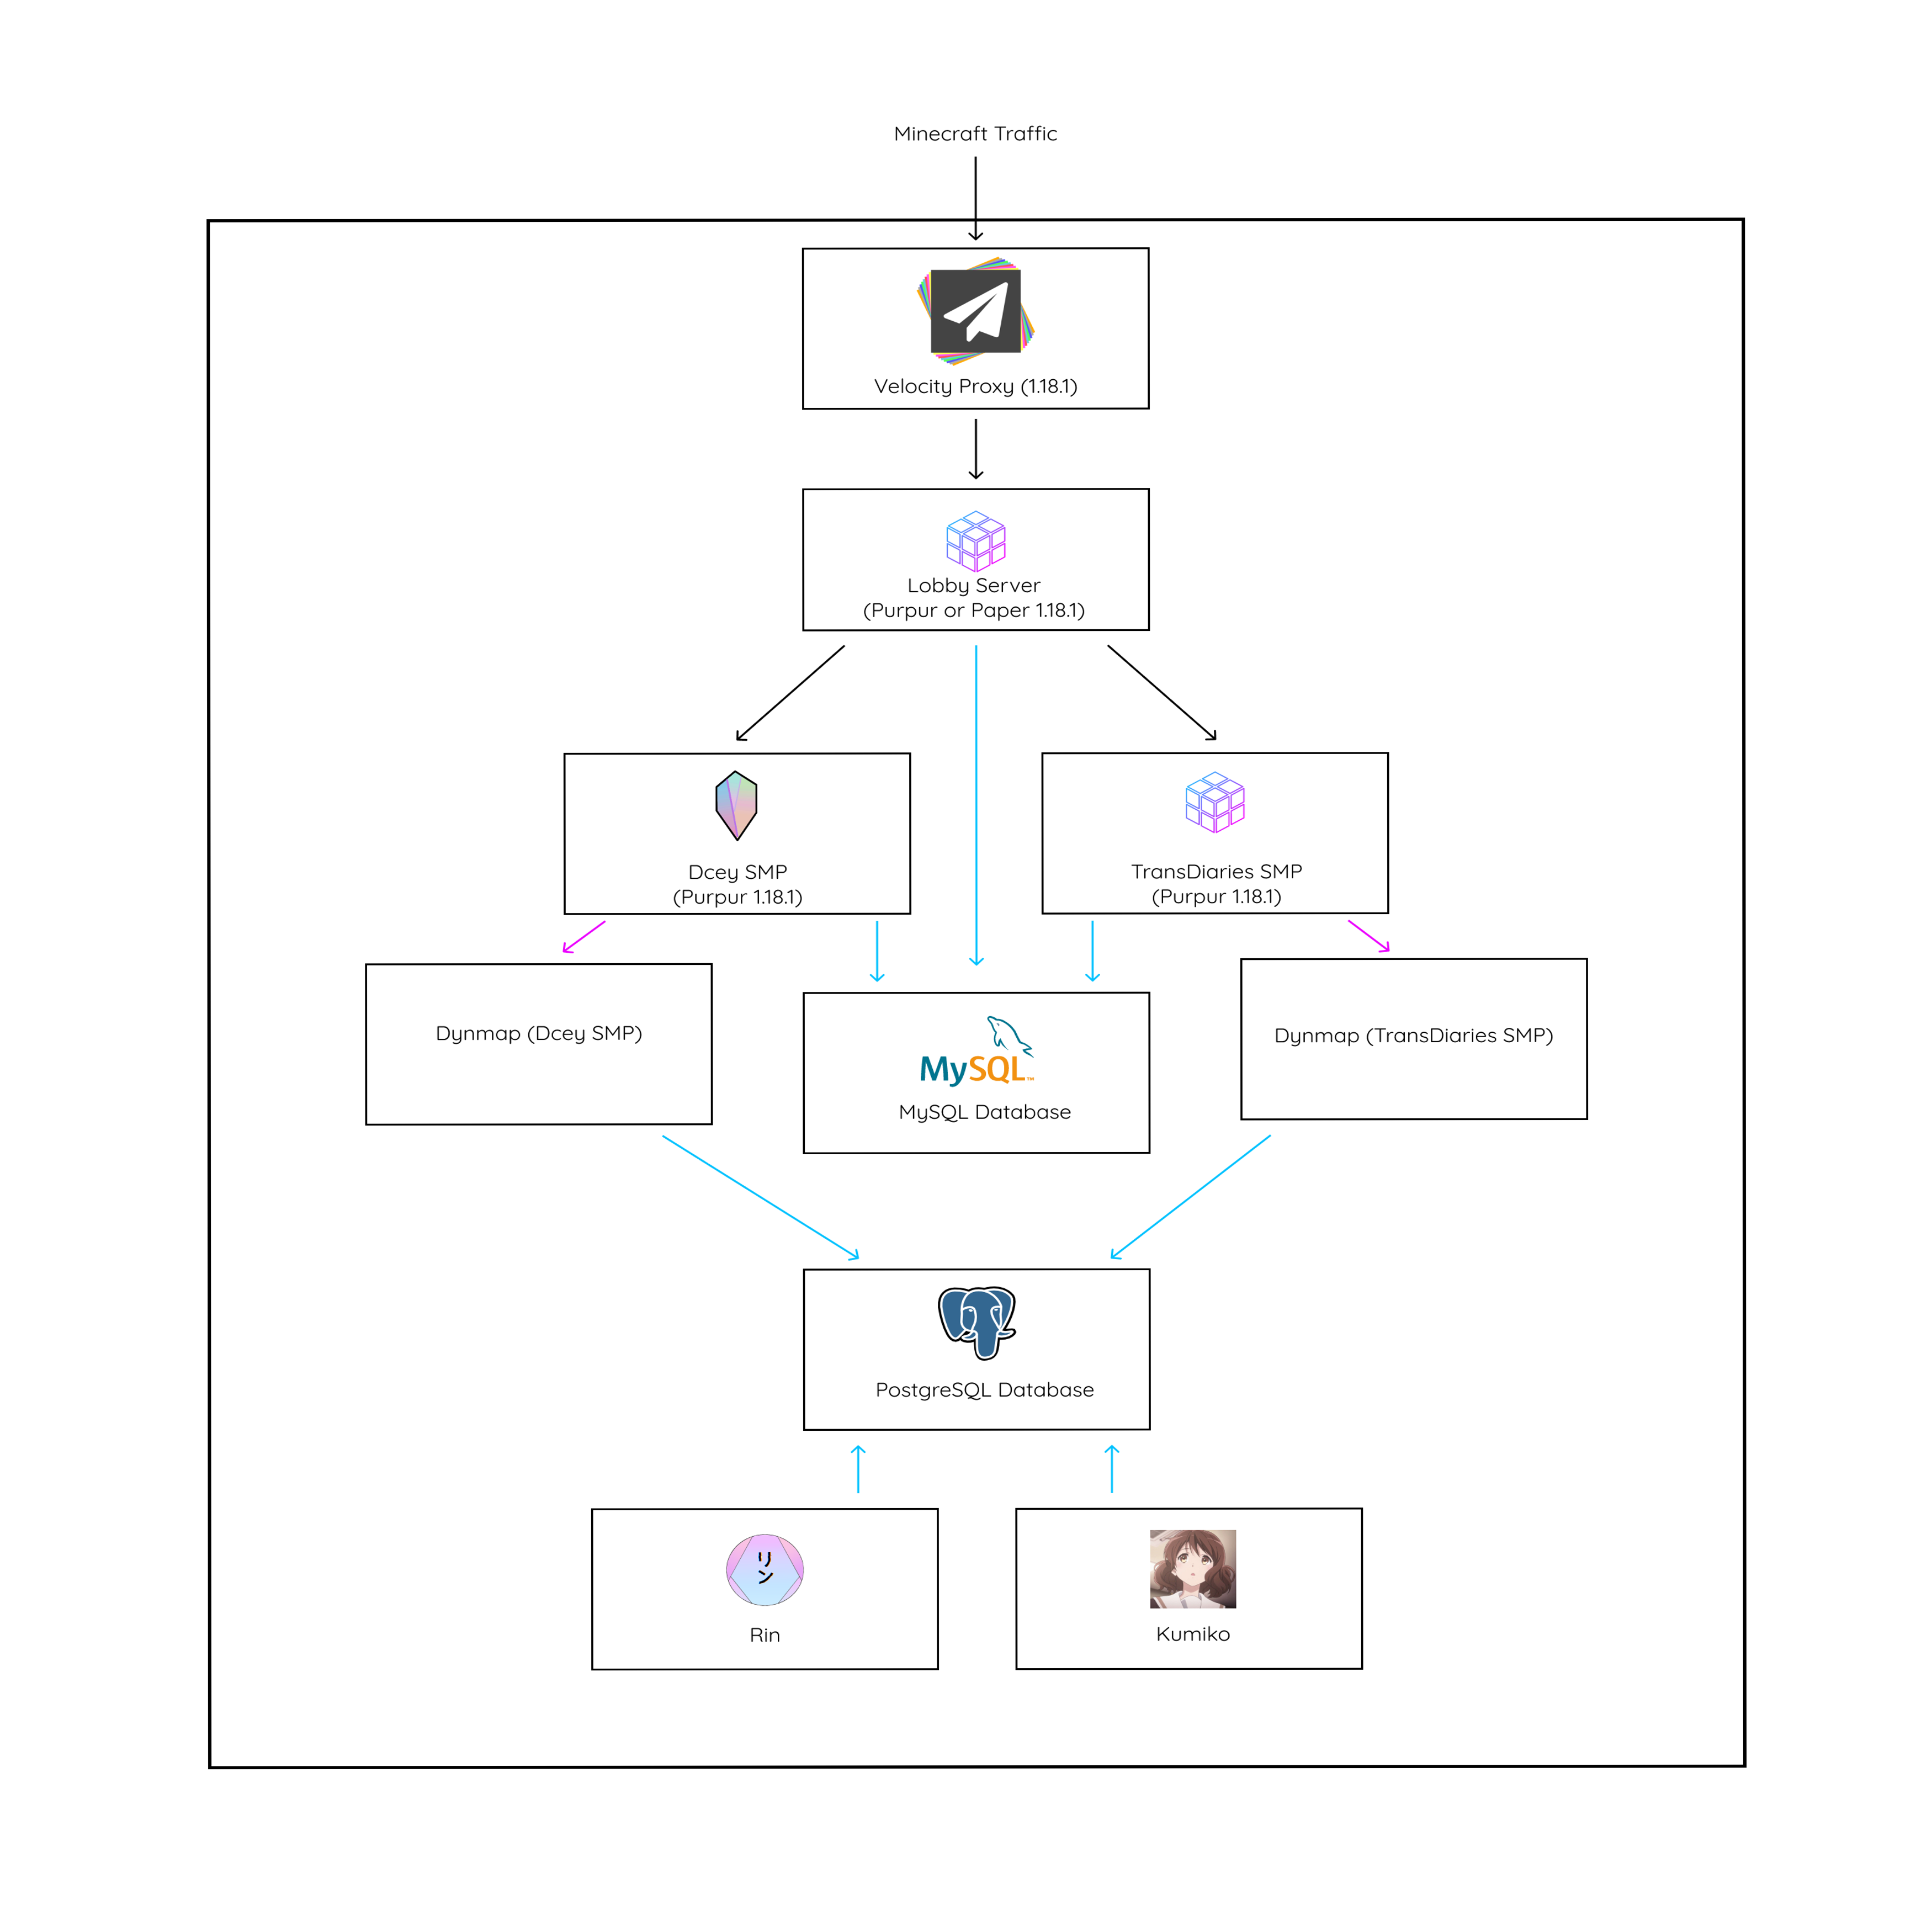 Minecraft Traffic
Velocity Proxy (1.18.1)
Lobby Server
(Purpur or Paper 1.18.1)
Dcey SMP
(Purpur 1.18.1)
TransDiaries SMP
(Purpur 1.18.1)
Dynmap (Dcey SMP)
MySQL™
MySQL Database
Dynmap (TransDiaries SMP)
PostgreSQL Database
リ
ン
Rin
Kumiko